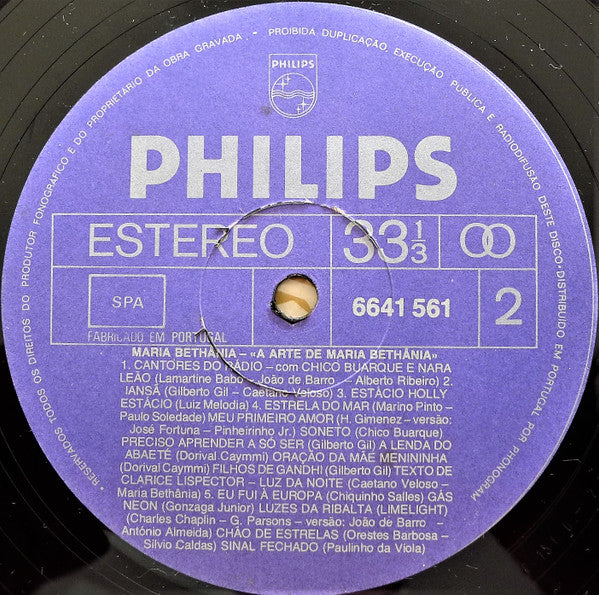 • RESERVADOS TODOS OS DIREITOS DO PRODUTOR FONOGRÁFICO E DO PROPRIETÁRIO DA OBRA GRAVADA • PROIBIDA DUPLICAÇÃO, EXECUÇÃO PÚBLICA E RADIODIFUSÃO DESTE DISCO • DISTRIBUÍDO EM PORTUGAL POR PHONOGRAM •
PHILIPS
PHILIPS
ESTEREO 33 1/3
SPA 6641 561 2
FABRICADO EM PORTUGAL
MARIA BETHÂNIA – «A ARTE DE MARIA BETHÂNIA»
1. CANTORES DO RÁDIO – com CHICO BUARQUE E NARA
LEÃO (Lamartine Babo – João de Barro – Alberto Ribeiro) 2.
IANSÃ (Gilberto Gil – Caetano Veloso) 3. ESTÁCIO HOLLY
ESTÁCIO (Luiz Melodia) 4. ESTRELA DO MAR (Marino Pinto –
Paulo Soledade) MEU PRIMEIRO AMOR (H. Gimenez – versão:
José Fortuna – Pinheirinho Jr.) SONETO (Chico Buarque)
PRECISO APRENDER A SÓ SER (Gilberto Gil) A LENDA DO
ABAETÉ (Dorival Caymmi) ORAÇÃO DA MÃE MENININHA
(Dorival Caymmi) FILHOS DE GANDHI (Gilberto Gil) TEXTO DE
CLARICE LISPECTOR – LUZ DA NOITE (Caetano Veloso –
Maria Bethânia) 5. EU FUI À EUROPA (Chiquinho Salles) GÁS
NEON (Gonzaga Junior) LUZES DA RIBALTA (LIMELIGHT)
(Charles Chaplin – G. Parsons – versão: João de Barro –
António Almeida) CHÃO DE ESTRELAS (Orestes Barbosa –
Sílvio Caldas) SINAL FECHADO (Paulinho da Viola)